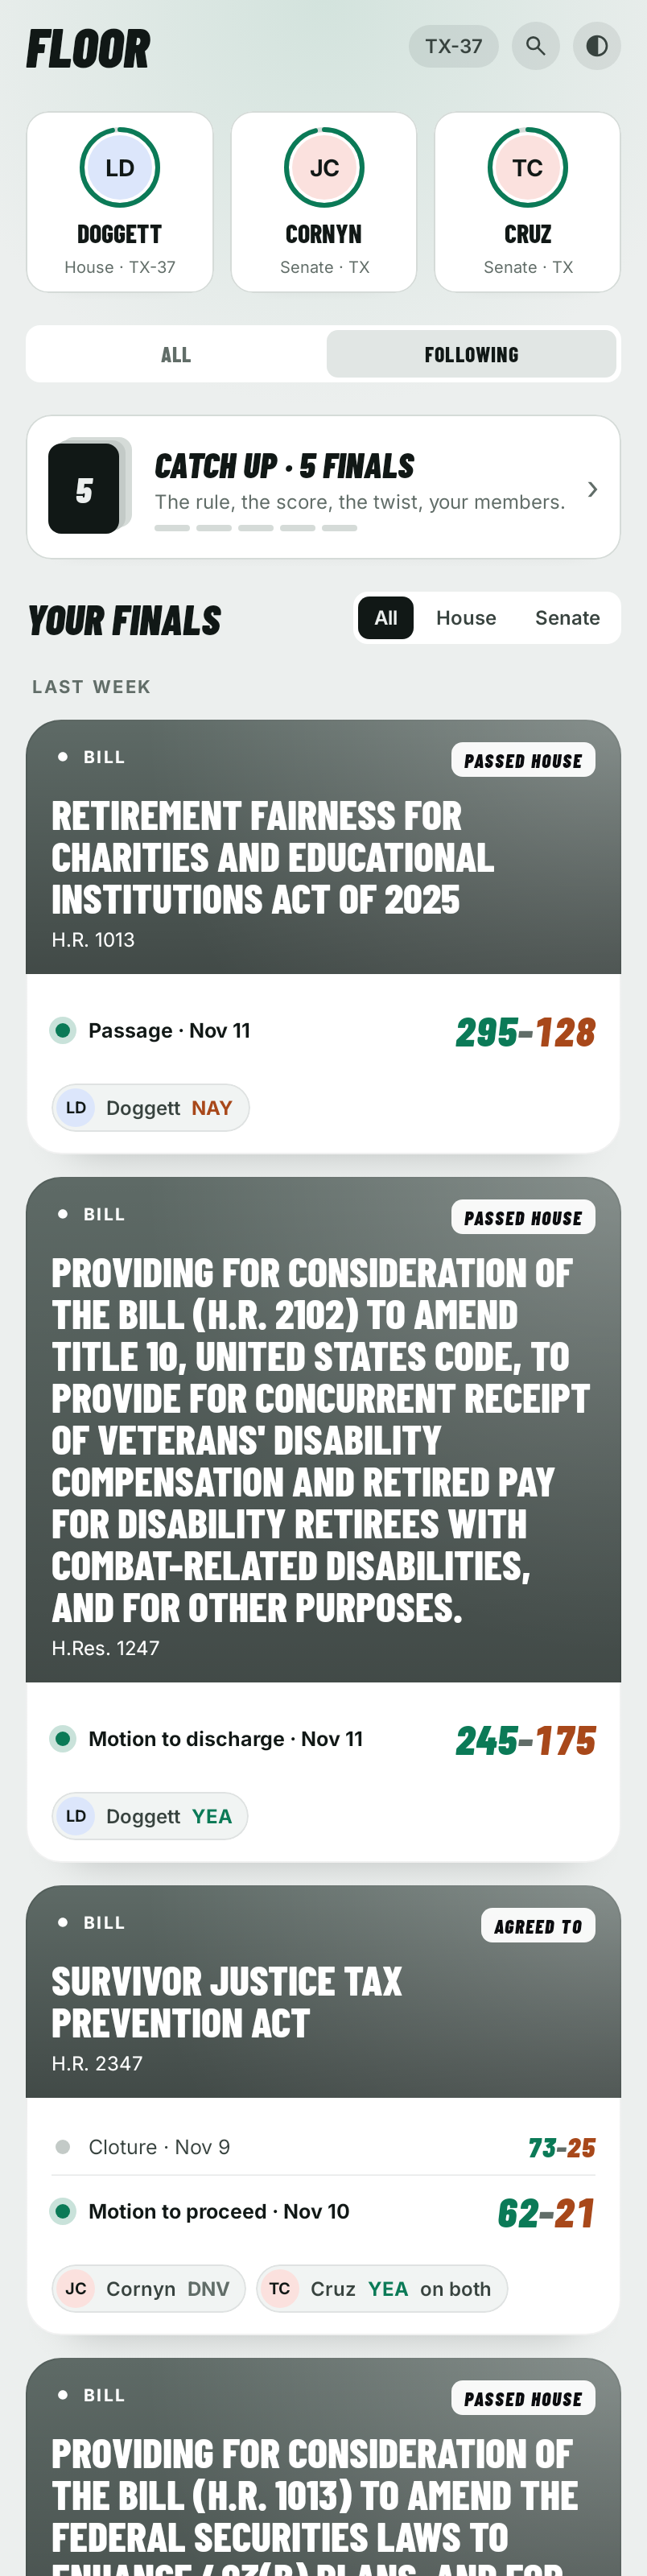 FLOOR
TX-37
LD
DOGGETT
House · TX-37
JC
CORNYN
Senate · TX
TC
CRUZ
Senate · TX
ALL
FOLLOWING
5
CATCH UP · 5 FINALS
The rule, the score, the twist, your members.
YOUR FINALS
All
House
Senate
LAST WEEK
BILL
PASSED HOUSE
RETIREMENT FAIRNESS FOR
CHARITIES AND EDUCATIONAL
INSTITUTIONS ACT OF 2025
H.R. 1013
Passage · Nov 11
295-128
LD Doggett NAY
BILL
PASSED HOUSE
PROVIDING FOR CONSIDERATION OF
THE BILL (H.R. 2102) TO AMEND
TITLE 10, UNITED STATES CODE, TO
PROVIDE FOR CONCURRENT RECEIPT
OF VETERANS' DISABILITY
COMPENSATION AND RETIRED PAY
FOR DISABILITY RETIREES WITH
COMBAT-RELATED DISABILITIES,
AND FOR OTHER PURPOSES.
H.Res. 1247
Motion to discharge · Nov 11
245-175
LD Doggett YEA
BILL
AGREED TO
SURVIVOR JUSTICE TAX
PREVENTION ACT
H.R. 2347
Cloture · Nov 9
73-25
Motion to proceed · Nov 10
62-21
JC Cornyn DNV
TC Cruz YEA on both
BILL
PASSED HOUSE
PROVIDING FOR CONSIDERATION OF
THE BILL (H.R. 1013) TO AMEND THE
FEDERAL SECURITIES LAWS TO
ENHANCE 403(B) PLANS, AND FOR